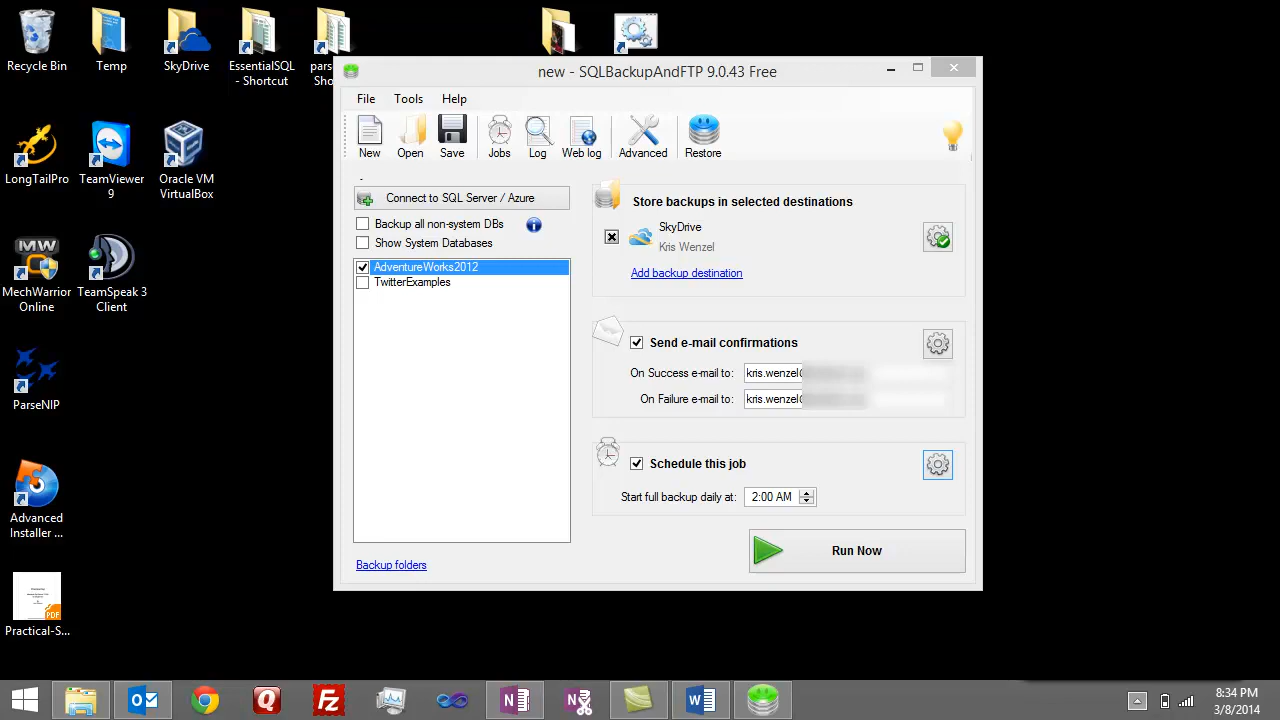 Recycle Bin
Temp
SkyDrive
EssentialSQL
- Shortcut
pars
Sho
LongTailPro
TeamViewer
9
Oracle VM
VirtualBox
MechWarrior
Online
TeamSpeak 3
Client
ParseNIP
Advanced
Installer ...
PDF
Practical-S...
new - SQLBackupAndFTP 9.0.43 Free
File Tools Help
New Open Save Jobs Log Web log Advanced Restore
Connect to SQL Server / Azure
Backup all non-system DBs
Show System Databases
AdventureWorks2012
TwitterExamples
Backup folders
Store backups in selected destinations
SkyDrive
Kris Wenzel
Add backup destination
Send e-mail confirmations
On Success e-mail to: kris.wenzel@
On Failure e-mail to: kris.wenzel@
Schedule this job
Start full backup daily at: 2:00 AM
Run Now
8:34 PM
3/8/2014